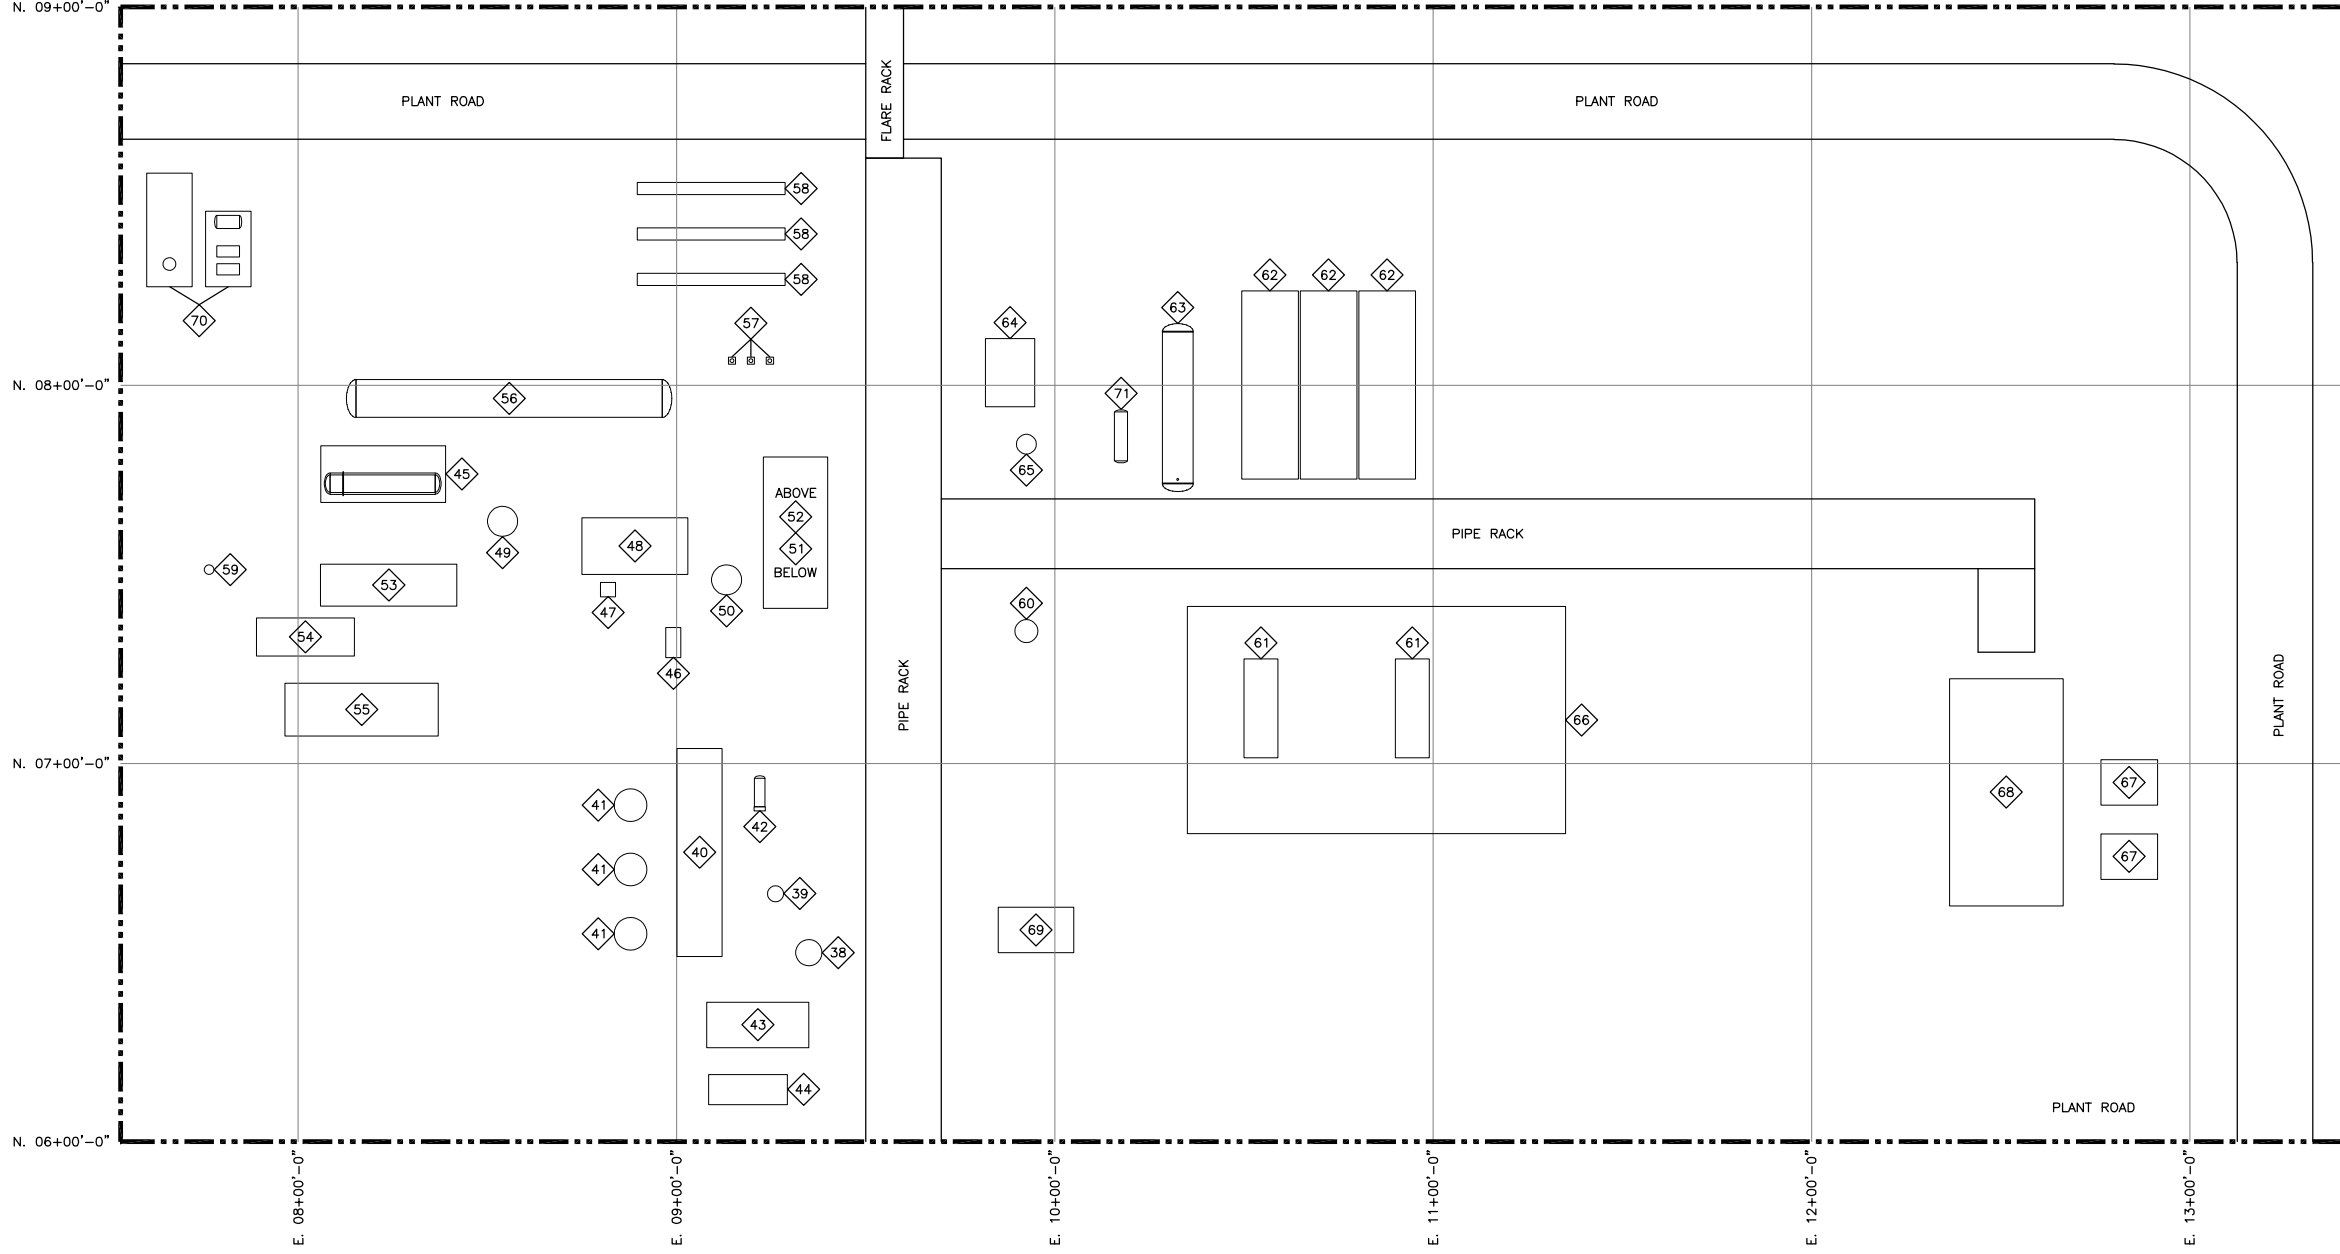 N. 09+00'-0"
FLARE RACK
PLANT ROAD
PLANT ROAD
58
58
62
62
62
58
63
70
64
57
N. 08+00'-0"
71
56
65
45
ABOVE
52
PIPE RACK
48
51
49
59
BELOW
53
60
47
50
54
61
61
46
PIPE RACK
PLANT ROAD
55
66
N. 07+00'-0"
67
68
41
42
40
67
41
39
69
41
38
43
44
PLANT ROAD
N. 06+00'-0"
E. 08+00'-0"
E. 09+00'-0"
E. 10+00'-0"
E. 11+00'-0"
E. 12+00'-0"
E. 13+00'-0"